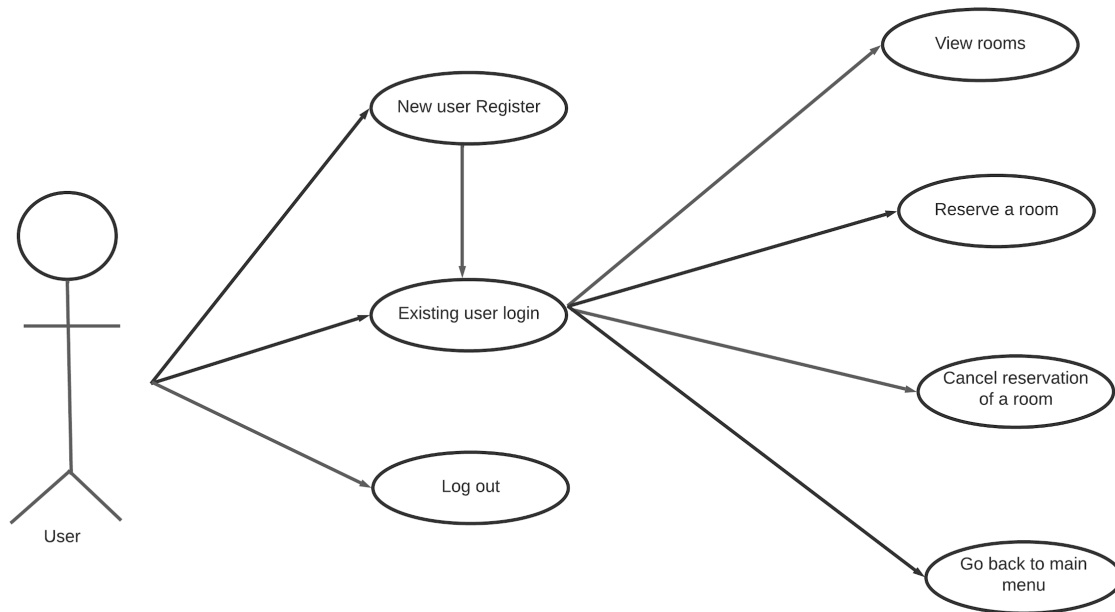 View rooms
New user Register
Reserve a room
Existing user login
Cancel reservation
of a room
Log out
User
Go back to main
menu